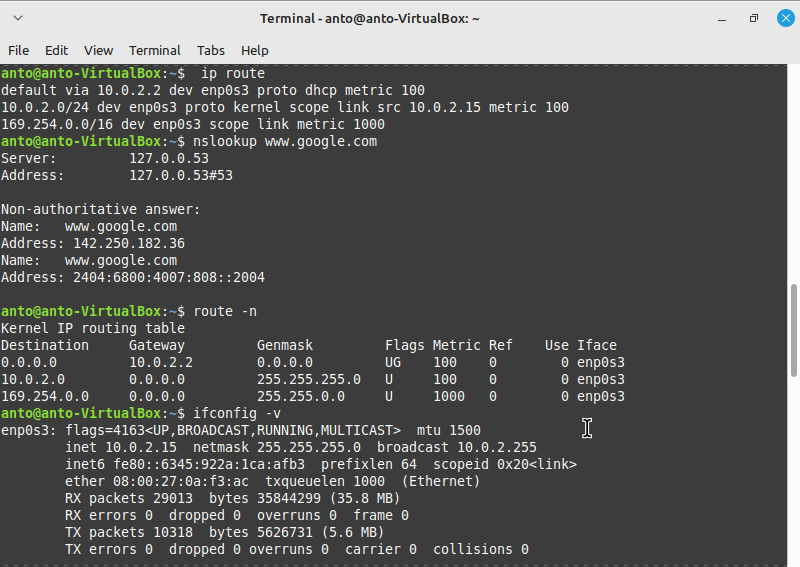 Terminal - anto@anto-VirtualBox: ~
File Edit View Terminal Tabs Help
anto@anto-VirtualBox:~$  ip route
default via 10.0.2.2 dev enp0s3 proto dhcp metric 100
10.0.2.0/24 dev enp0s3 proto kernel scope link src 10.0.2.15 metric 100
169.254.0.0/16 dev enp0s3 scope link metric 1000
anto@anto-VirtualBox:~$ nslookup www.google.com
Server:         127.0.0.53
Address:        127.0.0.53#53

Non-authoritative answer:
Name:   www.google.com
Address: 142.250.182.36
Name:   www.google.com
Address: 2404:6800:4007:808::2004

anto@anto-VirtualBox:~$ route -n
Kernel IP routing table
Destination     Gateway         Genmask         Flags Metric Ref    Use Iface
0.0.0.0         10.0.2.2        0.0.0.0         UG    100    0        0 enp0s3
10.0.2.0        0.0.0.0         255.255.255.0   U     100    0        0 enp0s3
169.254.0.0     0.0.0.0         255.255.0.0     U     1000   0        0 enp0s3
anto@anto-VirtualBox:~$ ifconfig -v
enp0s3: flags=4163<UP,BROADCAST,RUNNING,MULTICAST>  mtu 1500
        inet 10.0.2.15  netmask 255.255.255.0  broadcast 10.0.2.255
        inet6 fe80::6345:922a:1ca:afb3  prefixlen 64  scopeid 0x20<link>
        ether 08:00:27:0a:f3:ac  txqueuelen 1000  (Ethernet)
        RX packets 29013  bytes 35844299 (35.8 MB)
        RX errors 0  dropped 0  overruns 0  frame 0
        TX packets 10318  bytes 5626731 (5.6 MB)
        TX errors 0  dropped 0 overruns 0  carrier 0  collisions 0